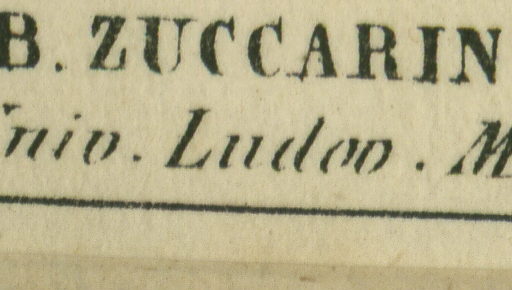 B. ZUCCARIN
Univ. Ludov. M